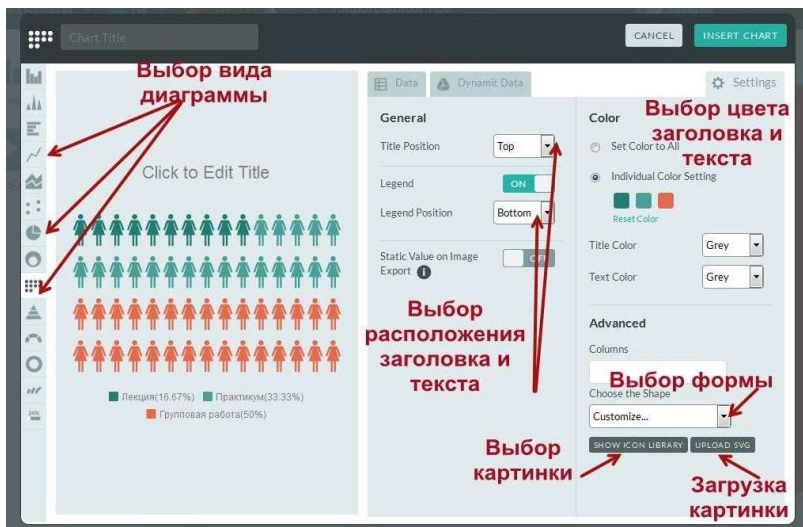 Chart Title
CANCEL
INSERT CHART
Выбор вида
диаграммы
Data
Dynamic Data
Settings
General
Title Position
Top
Legend
ON
Legend Position
Bottom
Static Value on Image
Export
OFF
Выбор
расположения
заголовка и
текста
Color
Выбор цвета
заголовка и
текста
Set Color to All
Individual Color Setting
Reset Color
Title Color
Grey
Text Color
Grey
Advanced
Columns
Выбор формы
Choose the Shape
Customize...
SHOW ICON LIBRARY
UPLOAD SVG
Выбор
картинки
Загрузка
картинки
Click to Edit Title
Лекция(16.67%) Практикум(33.33%)
Групповая работа(50%)